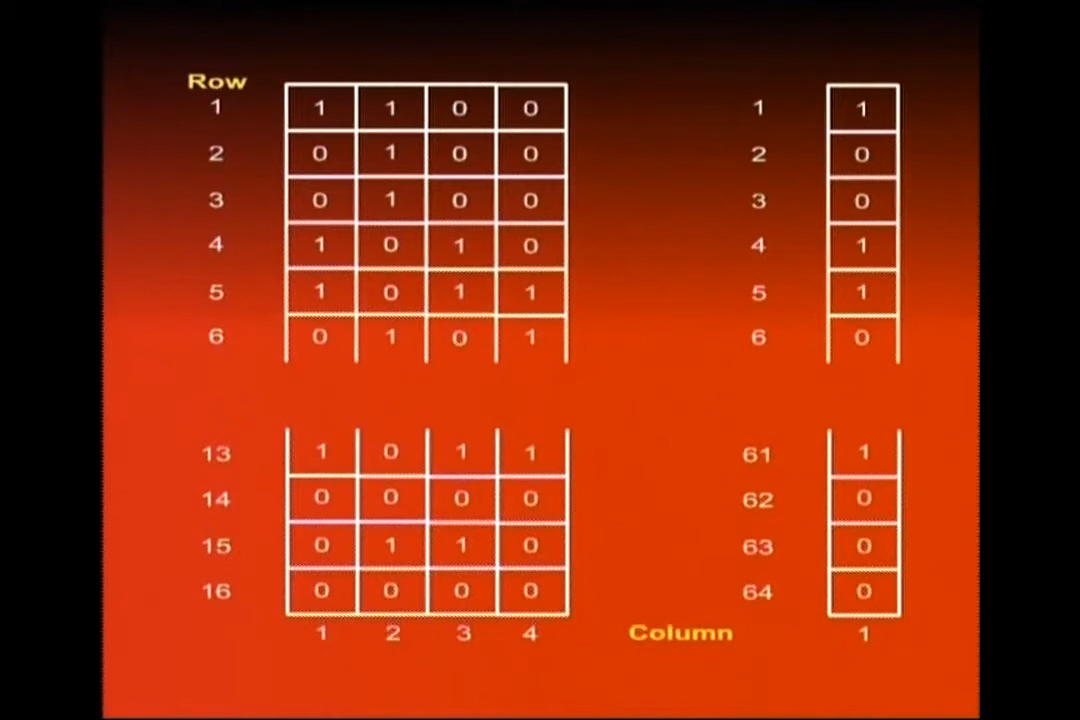 Row
1 1 1 0 0 1 1
2 0 1 0 0 2 0
3 0 1 0 0 3 0
4 1 0 1 0 4 1
5 1 0 1 1 5 1
6 0 1 0 1 6 0
13 1 0 1 1 61 1
14 0 0 0 0 62 0
15 0 1 1 0 63 0
16 0 0 0 0 64 0
1 2 3 4 Column 1